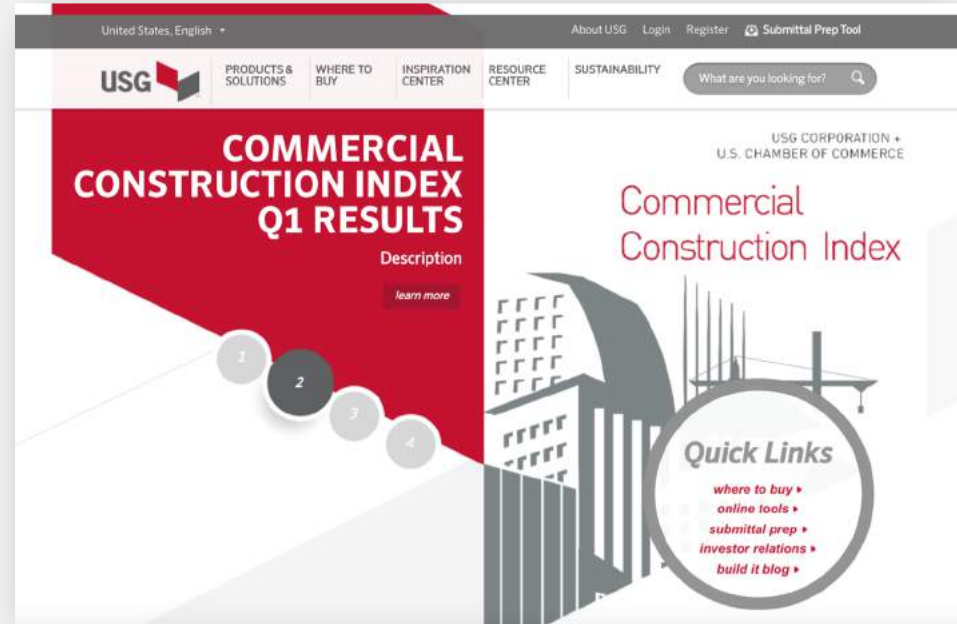 United States, English
About USG Login Register Submittal Prep Tool
USG
PRODUCTS &
SOLUTIONS
WHERE TO
BUY
INSPIRATION
CENTER
RESOURCE
CENTER
SUSTAINABILITY
What are you looking for?
COMMERCIAL
CONSTRUCTION INDEX
Q1 RESULTS
Description
learn more
1
2
3
4
USG CORPORATION +
U.S. CHAMBER OF COMMERCE
Commercial
Construction Index
Quick Links
where to buy
online tools
submittal prep
investor relations
build it blog